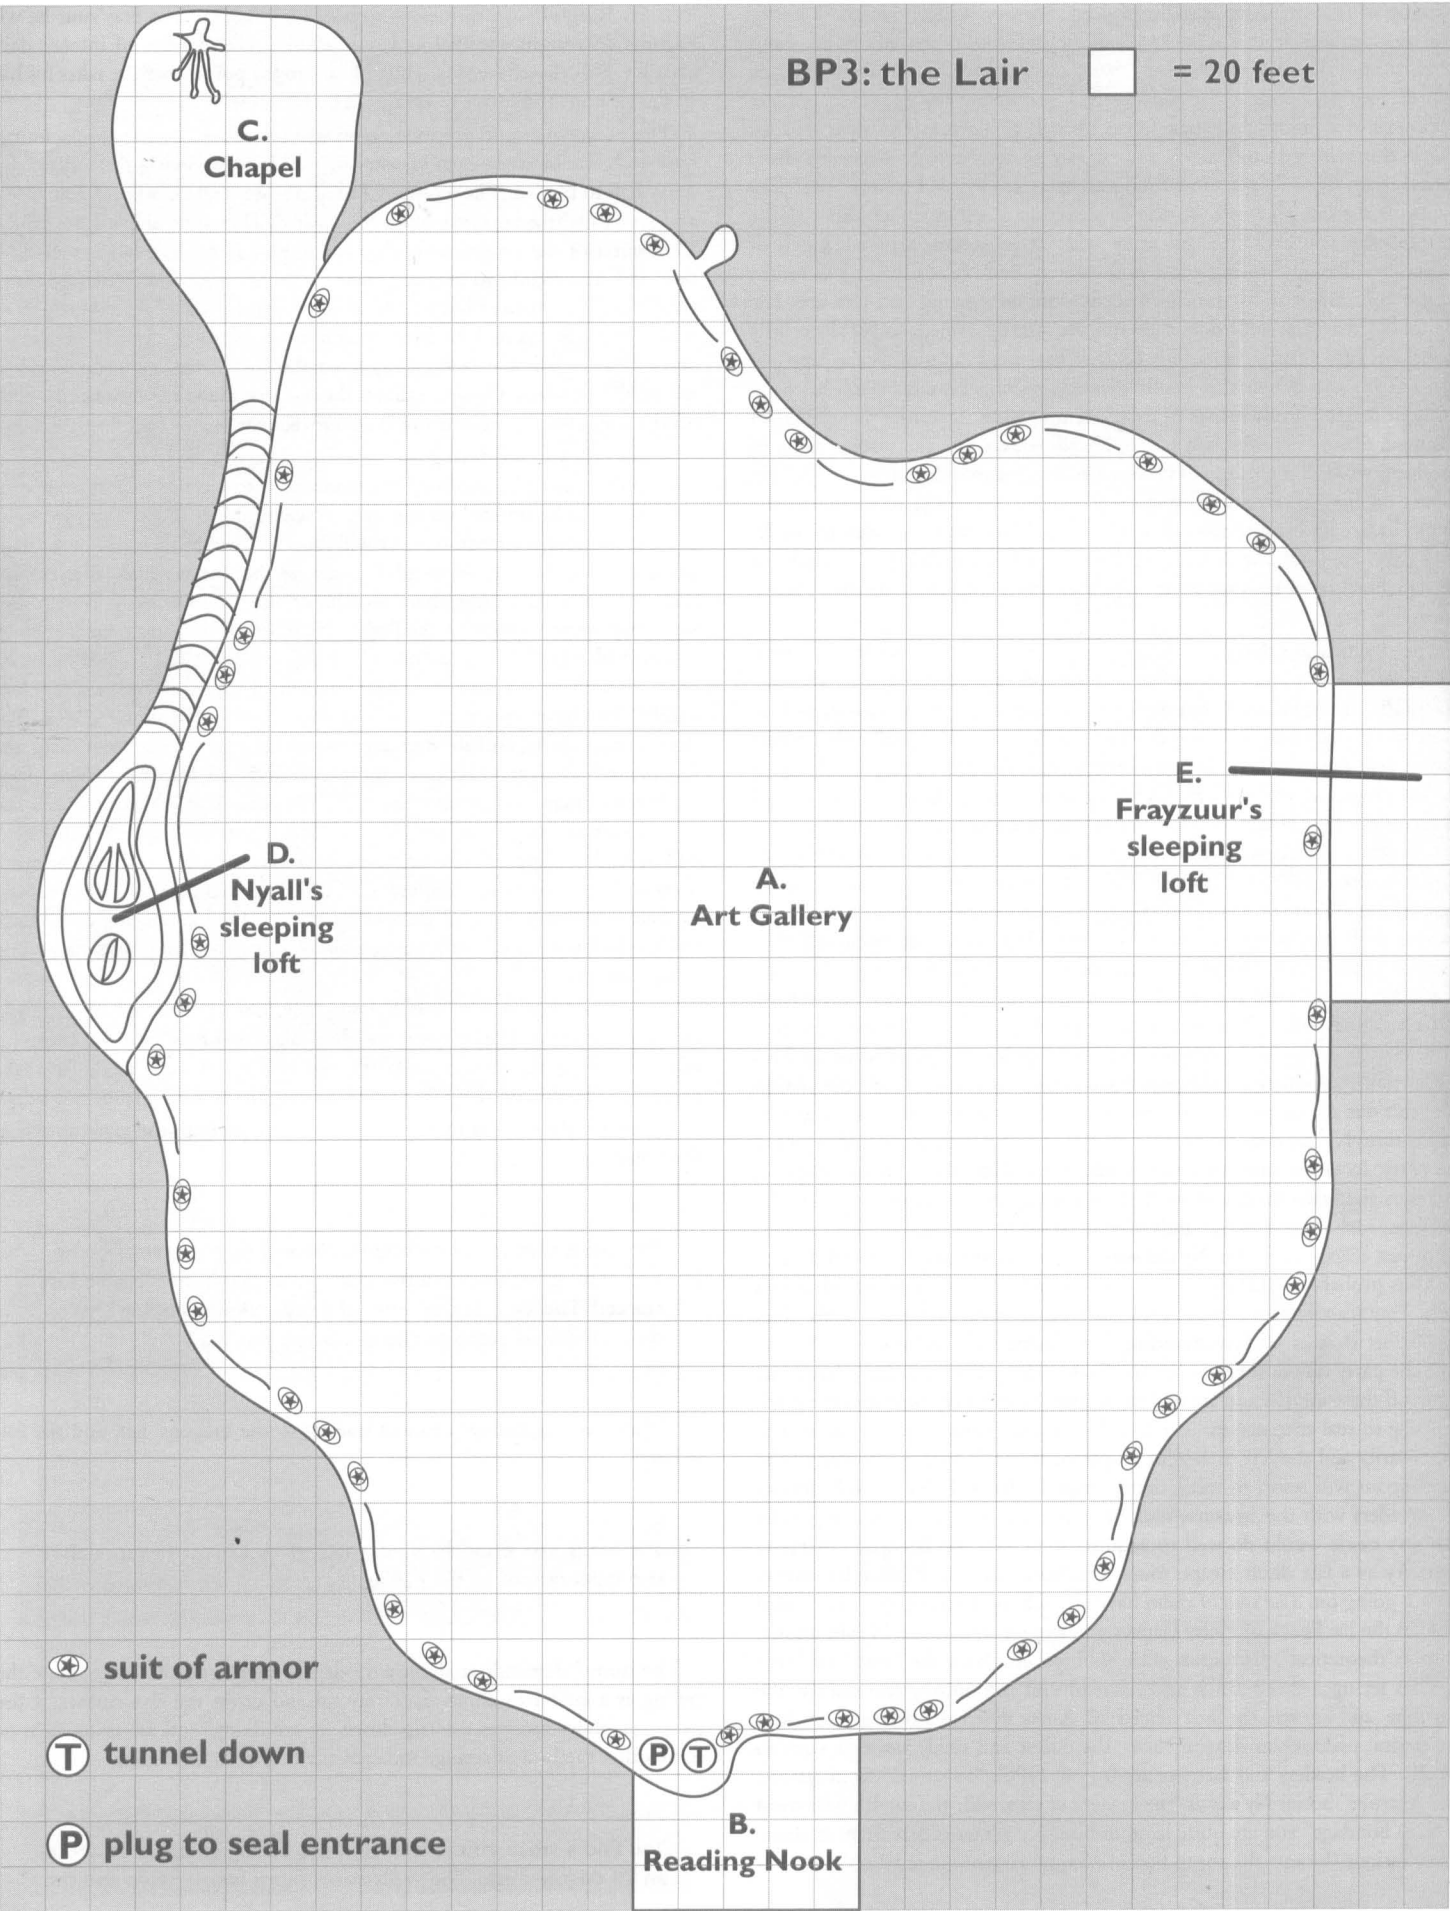 BP3: the Lair
= 20 feet
C.
Chapel
E.
Frayzuur's
sleeping
loft
D.
Nyall's
sleeping
loft
A.
Art Gallery
suit of armor
T tunnel down
P plug to seal entrance
P T
B.
Reading Nook